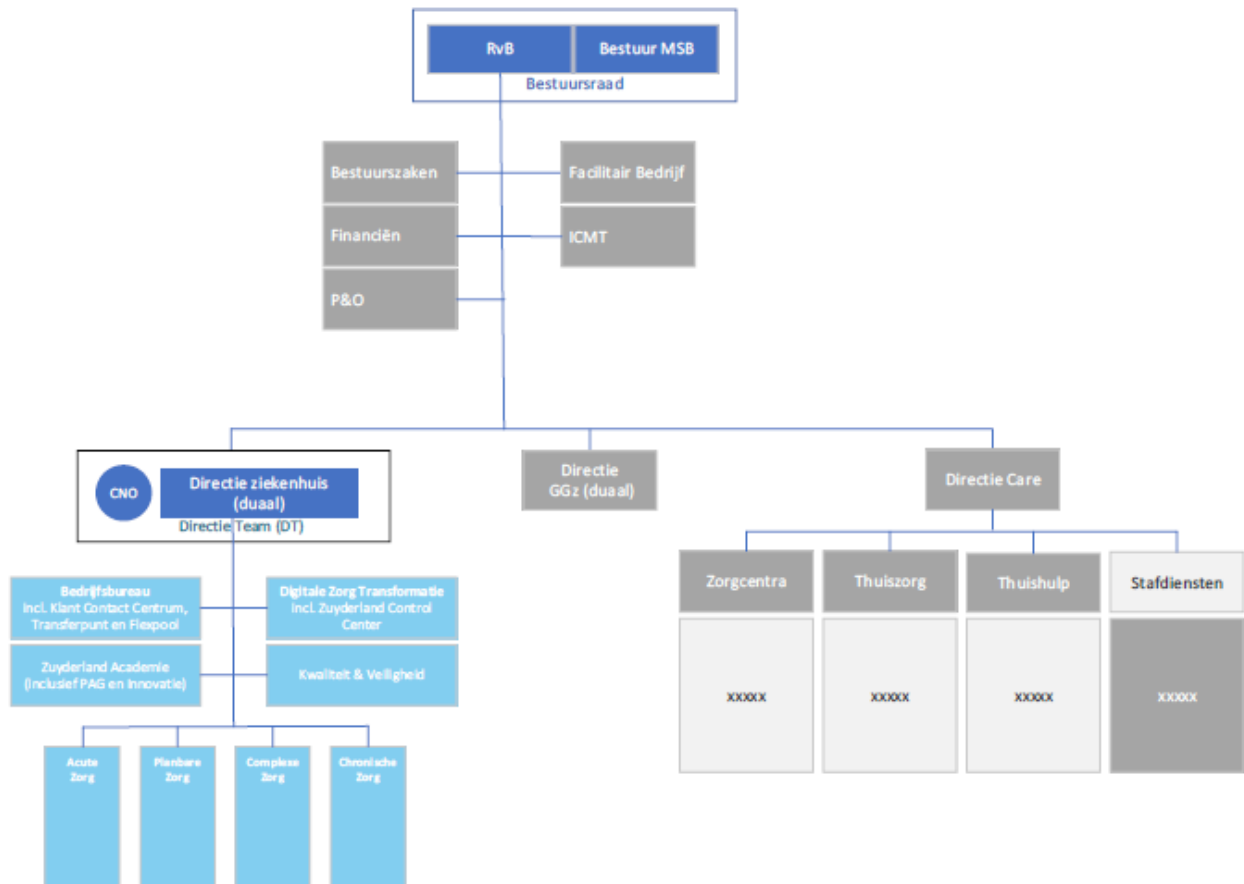 RvB
Bestuur MSB
Bestuursraad
Bestuurszaken
Facilitair Bedrijf
Financiën
ICMT
P&O
CNO
Directie ziekenhuis
(duaal)
Directie Team (DT)
Directie
GGz (duaal)
Directie Care
Bedrijfsbureau
incl. Klant Contact Centrum,
Transferpunt en Flexpool
Digitale Zorg Transformatie
incl. Zuyderland Control
Center
Zuyderland Academie
(inclusief PAG en Innovatie)
Kwaliteit & Veiligheid
Acute
Zorg
Planbare
Zorg
Complexe
Zorg
Chronische
Zorg
Zorgcentra
Thuiszorg
Thuishulp
Stafdiensten
xxxxx
xxxxx
xxxxx
xxxxx